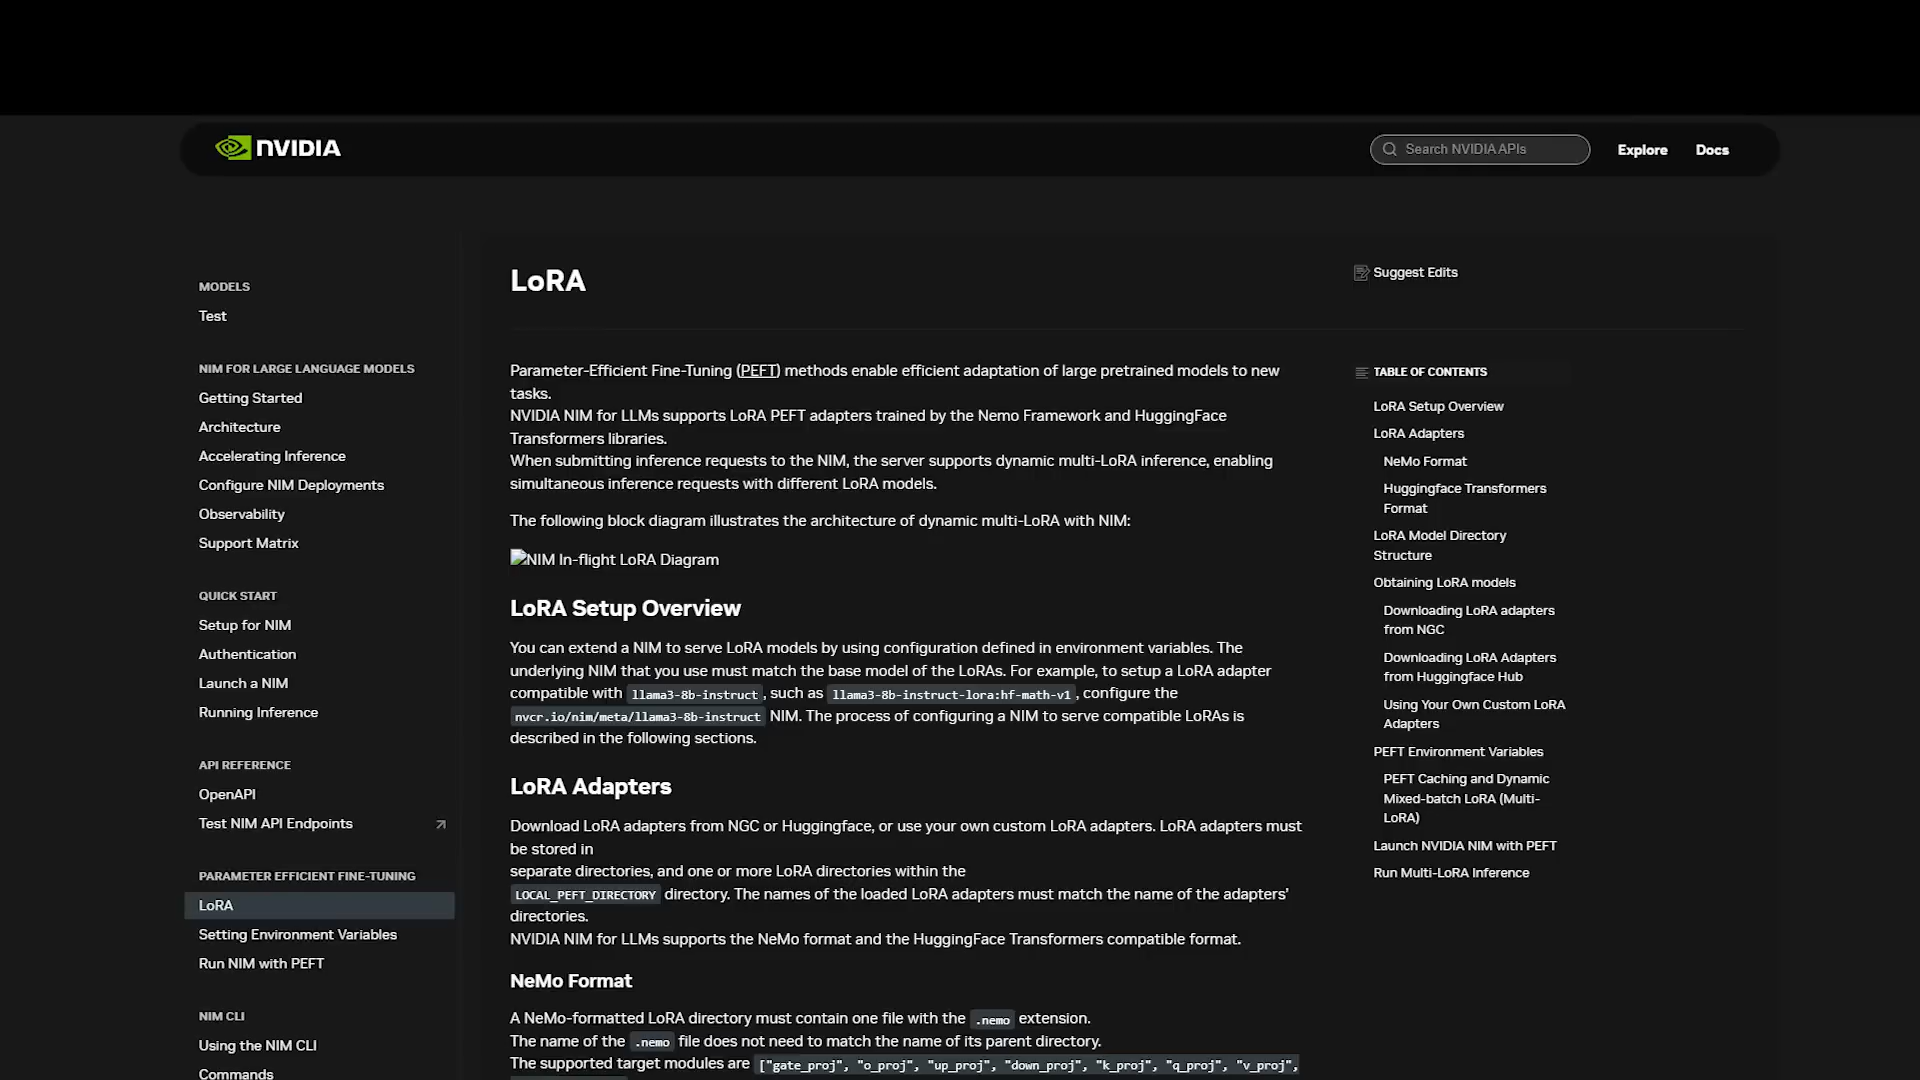 NVIDIA
Search NVIDIA APIs
Explore
Docs
MODELS
Test
NIM FOR LARGE LANGUAGE MODELS
Getting Started
Architecture
Accelerating Inference
Configure NIM Deployments
Observability
Support Matrix
QUICK START
Setup for NIM
Authentication
Launch a NIM
Running Inference
API REFERENCE
OpenAPI
Test NIM API Endpoints
PARAMETER EFFICIENT FINE-TUNING
LoRA
Setting Environment Variables
Run NIM with PEFT
NIM CLI
Using the NIM CLI
Commands
LoRA
Parameter-Efficient Fine-Tuning (PEFT) methods enable efficient adaptation of large pretrained models to new
tasks.
NVIDIA NIM for LLMs supports LoRA PEFT adapters trained by the Nemo Framework and HuggingFace
Transformers libraries.
When submitting inference requests to the NIM, the server supports dynamic multi-LoRA inference, enabling
simultaneous inference requests with different LoRA models.
The following block diagram illustrates the architecture of dynamic multi-LoRA with NIM:
NIM In-flight LoRA Diagram
LoRA Setup Overview
You can extend a NIM to serve LoRA models by using configuration defined in environment variables. The
underlying NIM that you use must match the base model of the LoRAs. For example, to setup a LoRA adapter
compatible with llama3-8b-instruct, such as llama3-8b-instruct-lora:hf-math-v1, configure the
nvcr.io/nim/meta/llama3-8b-instruct NIM. The process of configuring a NIM to serve compatible LoRAs is
described in the following sections.
LoRA Adapters
Download LoRA adapters from NGC or Huggingface, or use your own custom LoRA adapters. LoRA adapters must
be stored in
separate directories, and one or more LoRA directories within the
LOCAL_PEFT_DIRECTORY directory. The names of the loaded LoRA adapters must match the name of the adapters'
directories.
NVIDIA NIM for LLMs supports the NeMo format and the HuggingFace Transformers compatible format.
NeMo Format
A NeMo-formatted LoRA directory must contain one file with the .nemo extension.
The name of the .nemo file does not need to match the name of its parent directory.
The supported target modules are ["gate_proj", "o_proj", "up_proj", "down_proj", "k_proj", "q_proj", "v_proj",
Suggest Edits
TABLE OF CONTENTS
LoRA Setup Overview
LoRA Adapters
NeMo Format
Huggingface Transformers
Format
LoRA Model Directory
Structure
Obtaining LoRA models
Downloading LoRA adapters
from NGC
Downloading LoRA Adapters
from Huggingface Hub
Using Your Own Custom LoRA
Adapters
PEFT Environment Variables
PEFT Caching and Dynamic
Mixed-batch LoRA (Multi-
LoRA)
Launch NVIDIA NIM with PEFT
Run Multi-LoRA Inference